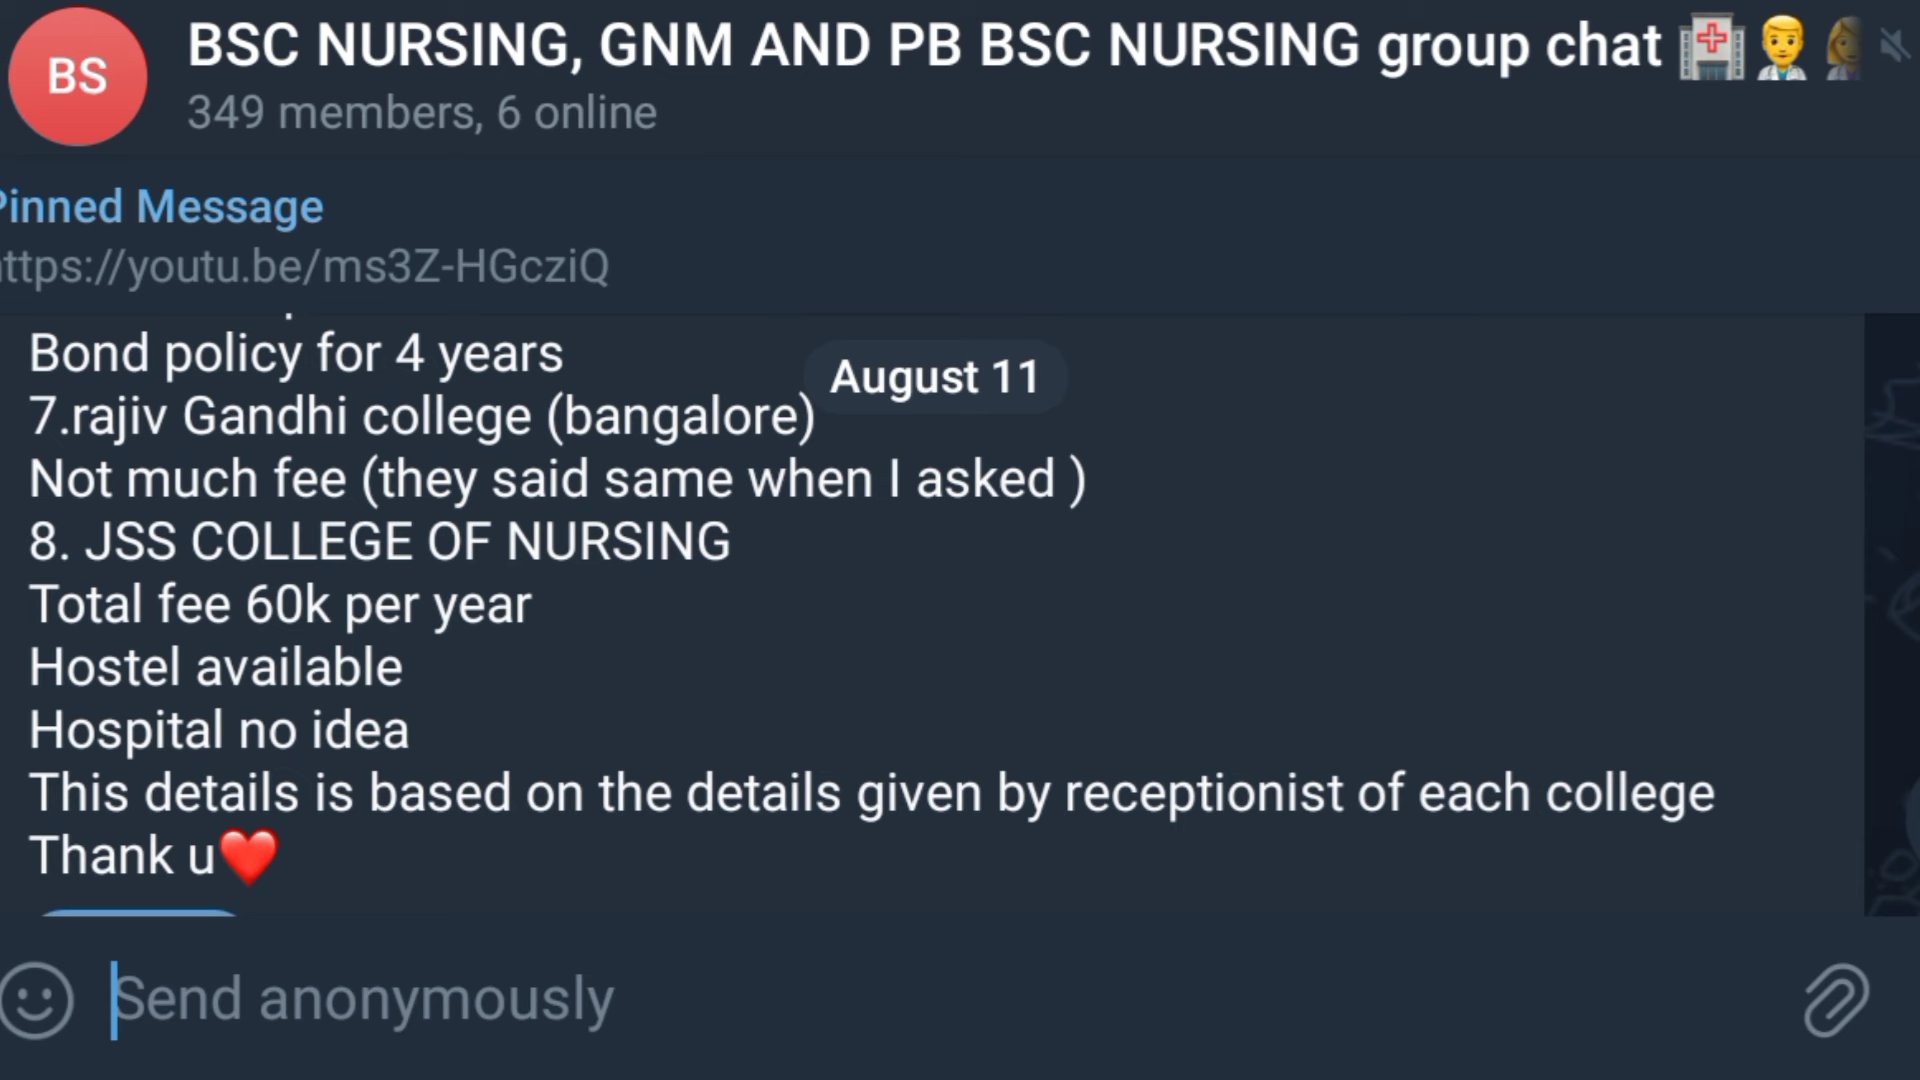 BS
BSC NURSING, GNM AND PB BSC NURSING group chat
349 members, 6 online
Pinned Message
ttps://youtu.be/ms3Z-HGcziQ
Bond policy for 4 years
August 11
7.rajiv Gandhi college (bangalore)
Not much fee (they said same when I asked )
8. JSS COLLEGE OF NURSING
Total fee 60k per year
Hostel available
Hospital no idea
This details is based on the details given by receptionist of each college
Thank u❤️
Send anonymously